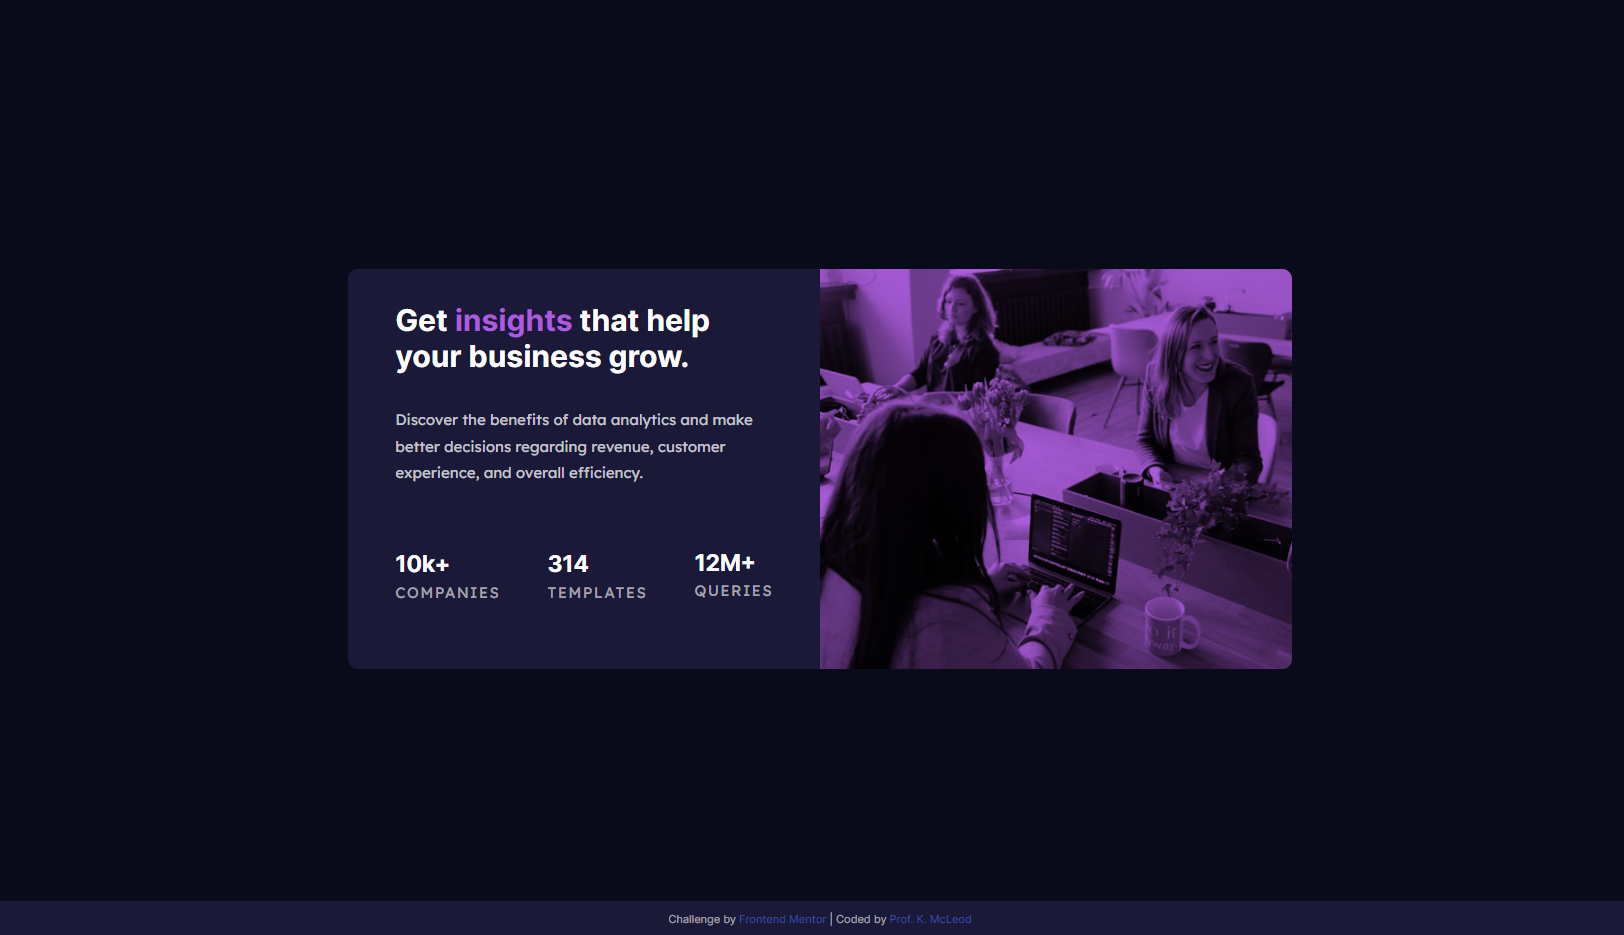 Get insights that help
your business grow.
Discover the benefits of data analytics and make
better decisions regarding revenue, customer
experience, and overall efficiency.
10k+
COMPANIES
314
TEMPLATES
12M+
QUERIES
Challenge by Frontend Mentor | Coded by Prof. K. McLeod